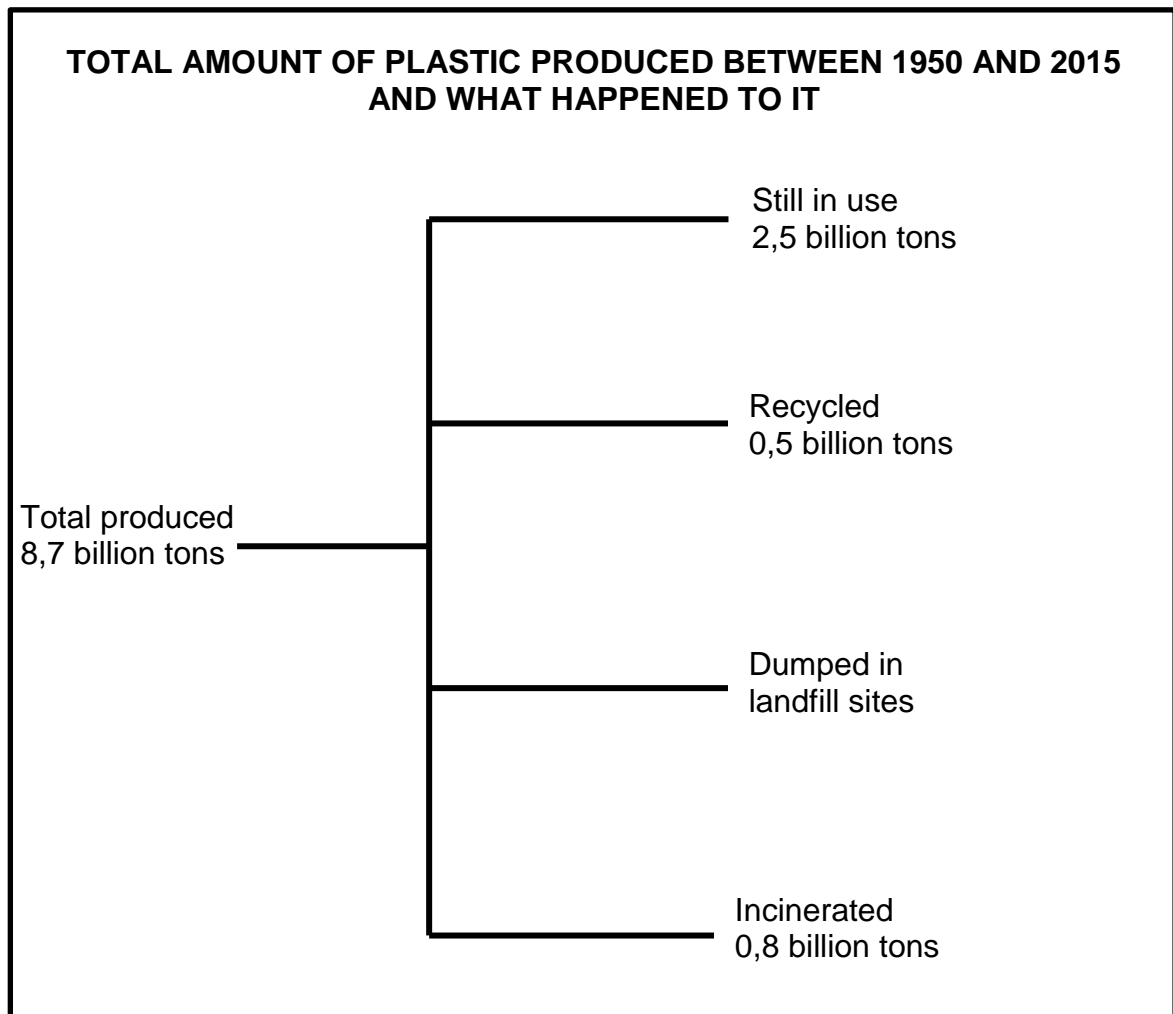 TOTAL AMOUNT OF PLASTIC PRODUCED BETWEEN 1950 AND 2015
AND WHAT HAPPENED TO IT
Still in use
2,5 billion tons
Recycled
0,5 billion tons
Total produced
8,7 billion tons
Dumped in
landfill sites
Incinerated
0,8 billion tons